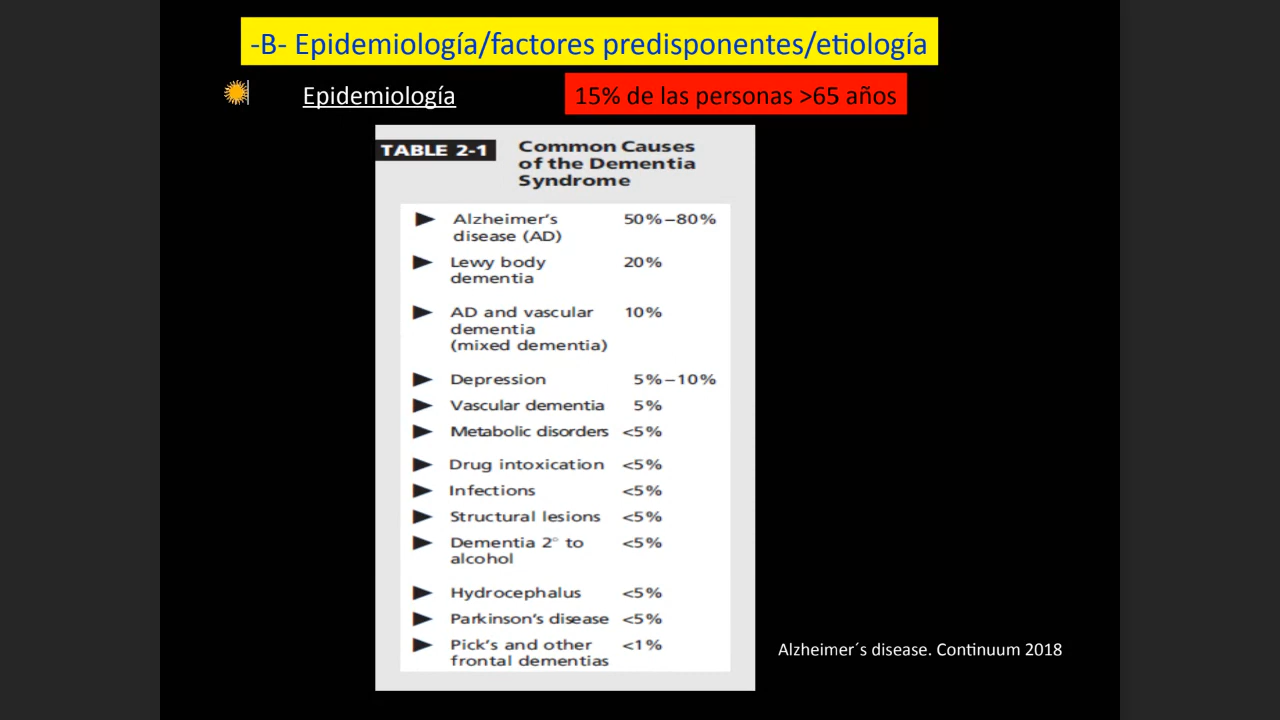 -B- Epidemiología/factores predisponentes/etiología
Epidemiología
15% de las personas >65 años
TABLE 2-1
Common Causes
of the Dementia
Syndrome
Alzheimer's 50%–80%
disease (AD)
Lewy body 20%
dementia
AD and vascular 10%
dementia
(mixed dementia)
Depression 5%–10%
Vascular dementia 5%
Metabolic disorders <5%
Drug intoxication <5%
Infections <5%
Structural lesions <5%
Dementia 2° to <5%
alcohol
Hydrocephalus <5%
Parkinson's disease <5%
Pick's and other <1%
frontal dementias
Alzheimer´s disease. Continuum 2018